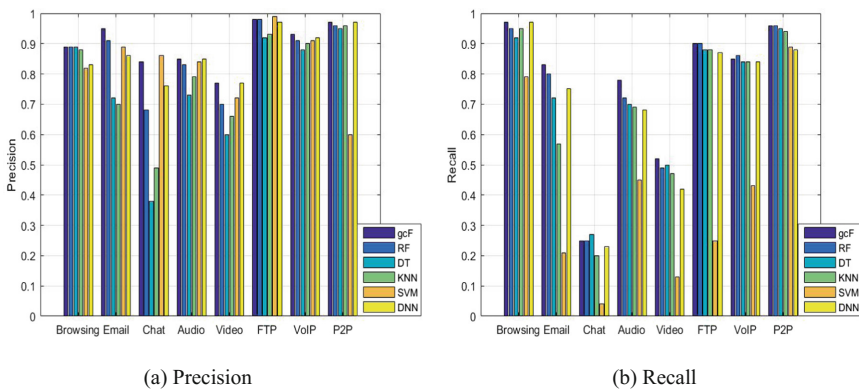 1
0.9
0.8
0.7
0.6
0.5
0.4
0.3
0.2
0.1
0
Precision
gcF
RF
DT
KNN
SVM
DNN
Browsing Email Chat Audio Video FTP VoIP P2P
(a) Precision
1
0.9
0.8
0.7
0.6
0.5
0.4
0.3
0.2
0.1
0
Recall
gcF
RF
DT
KNN
SVM
DNN
Browsing Email Chat Audio Video FTP VoIP P2P
(b) Recall